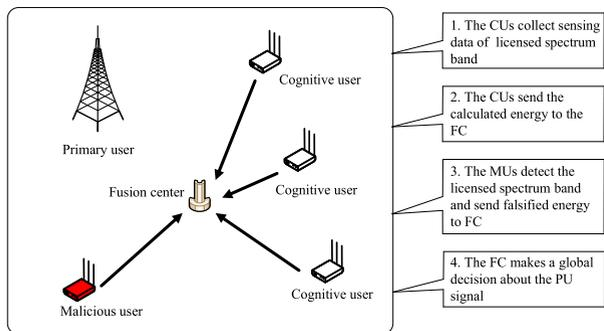 Primary user
Cognitive user
Cognitive user
Fusion center
Cognitive user
Malicious user
1. The CUs collect sensing
data of licensed spectrum
band
2. The CUs send the
calculated energy to the
FC
3. The MUs detect the
licensed spectrum band
and send falsified energy
to FC
4. The FC makes a global
decision about the PU
signal